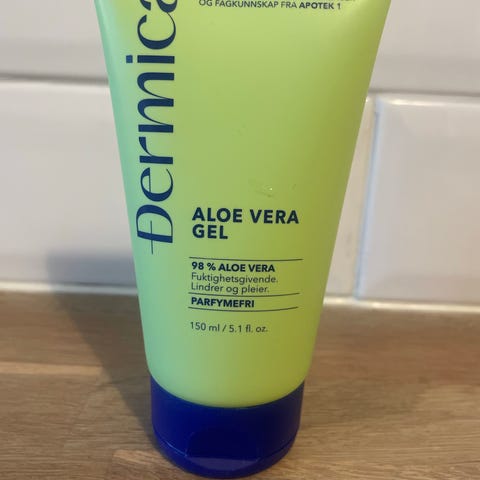 OG FAGKUNNSKAP FRA APOTEK 1
Dermica
ALOE VERA
GEL
98 % ALOE VERA
Fuktighetsgivende.
Lindrer og pleier.
PARFYMEFRI
150 ml / 5.1 fl. oz.